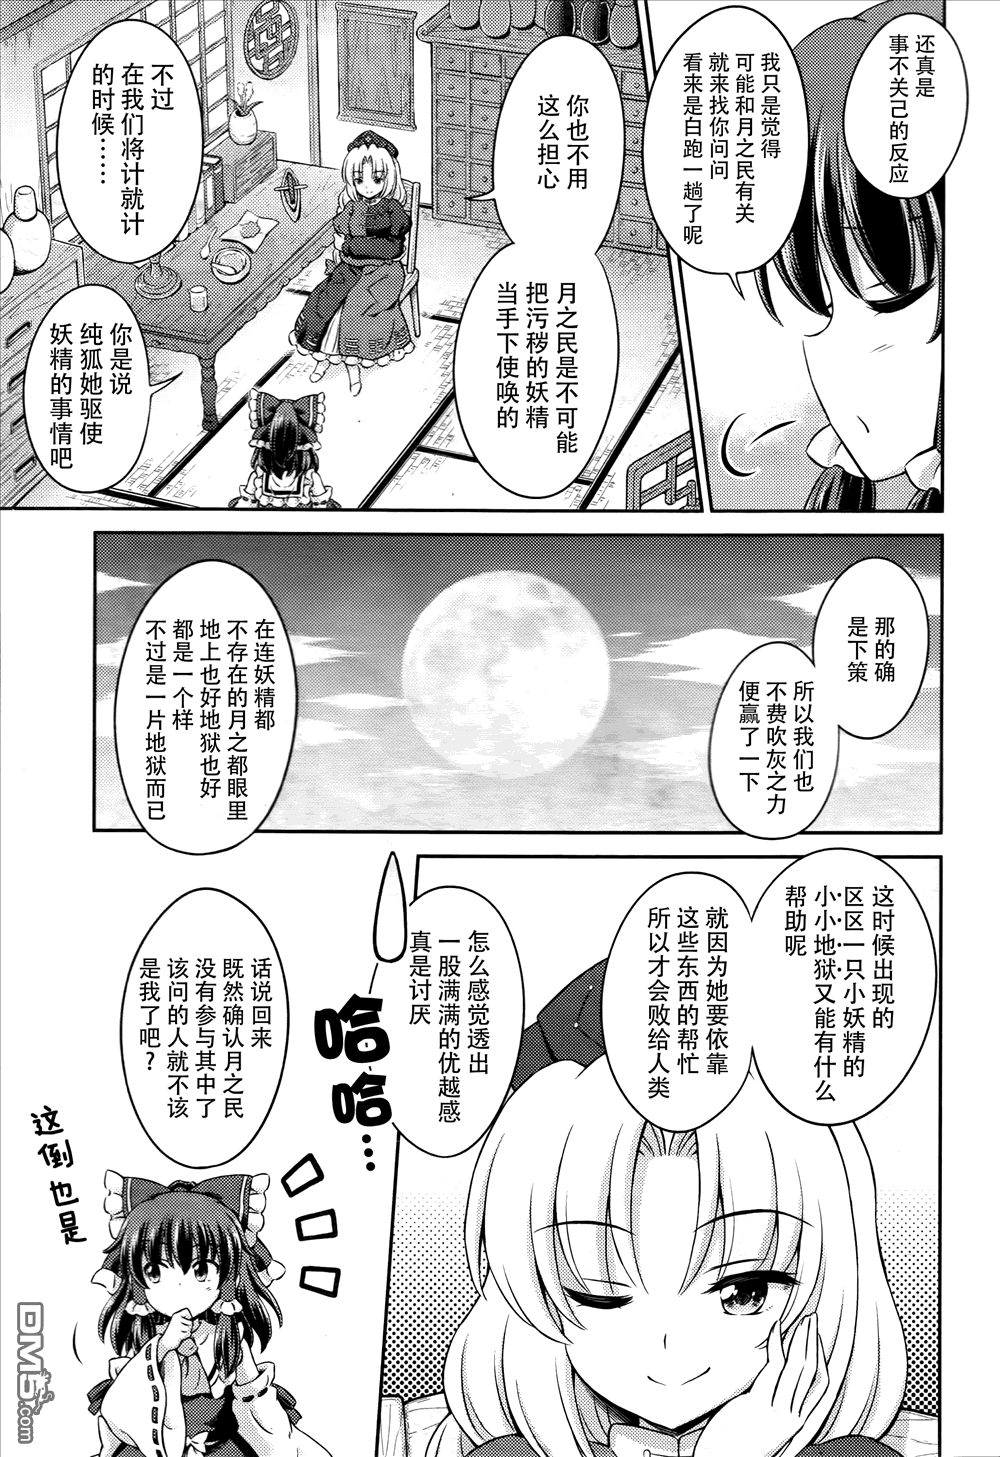 还真是
事不关己的反应
我只是觉得
可能和月之民有关
就来找你问问
看来是白跑一趟了呢
你也不用
这么担心
月之民是不可能
把污秽的妖精
当手下使唤的
不过
在我们将计就计
的时候……
你是说
纯狐她驱使
妖精的事情吧
那的确
是下策
所以我们也
不费吹灰之力
便赢了一下
在连妖精都
不存在的月之都眼里
地上也好地狱也好
都是一个样
不过是一片地狱而已
这时候出现的
区区一只小妖精的
小小地狱又能有什么
帮助呢
就因为她要依靠
这些东西的帮忙
所以才会败给人类
怎么感觉透出
一股满满的优越感
真是讨厌
哈
哈…
话说回来
既然确认月之民
没有参与其中了
该问的人就不该
是我了吧？
这倒也是
DM5.com